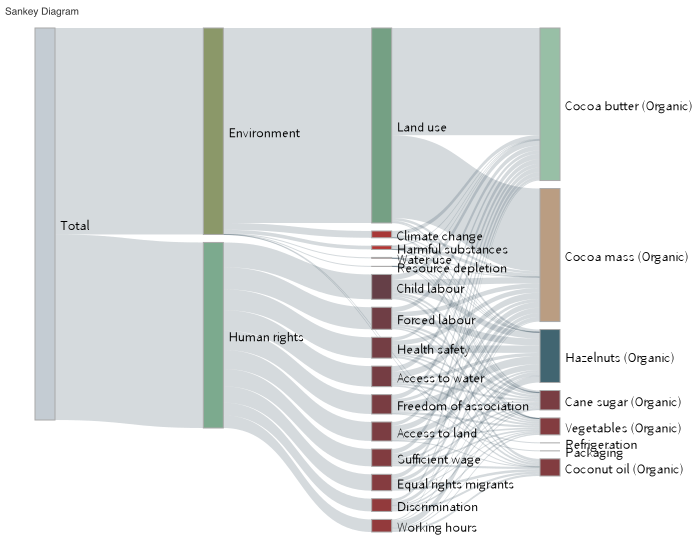 Sankey Diagram
Total
Environment
Human rights
Land use
Climate change
Harmful substances
Water use
Resource depletion
Child labour
Forced labour
Health safety
Access to water
Freedom of association
Access to land
Sufficient wage
Equal rights migrants
Discrimination
Working hours
Cocoa butter (Organic)
Cocoa mass (Organic)
Hazelnuts (Organic)
Cane sugar (Organic)
Vegetables (Organic)
Refrigeration
Packaging
Coconut oil (Organic)